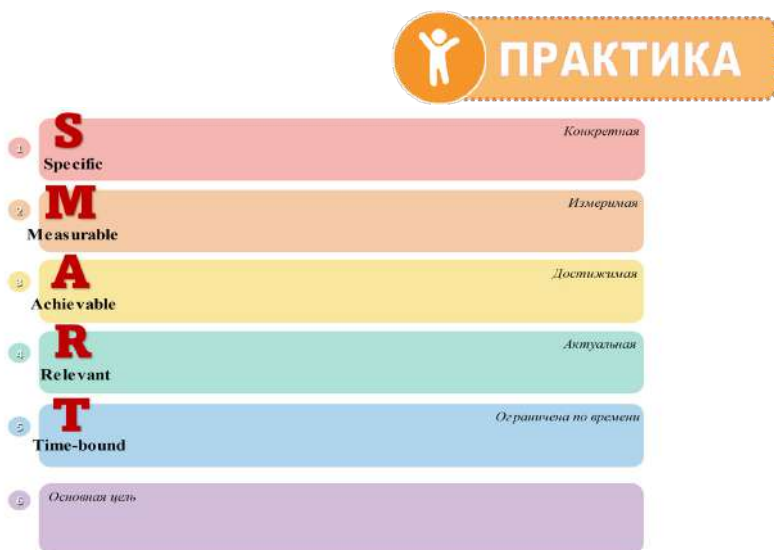 ПРАКТИКА
1
S
Конкретная
Specific
2
M
Измеримая
Measurable
3
A
Достижимая
Achievable
4
R
Актуальная
Relevant
5
T
Ограничена по времени
Time-bound
6
Основная цель